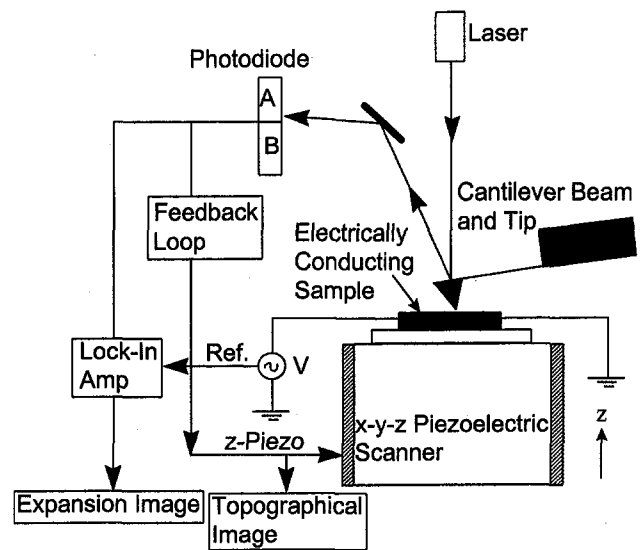 Laser
Photodiode
A
B
Cantilever Beam
and Tip
Feedback
Loop
Electrically
Conducting
Sample
Lock-In
Amp
Ref.
V
z
x-y-z Piezoelectric
Scanner
z-Piezo
Expansion Image
Topographical
Image